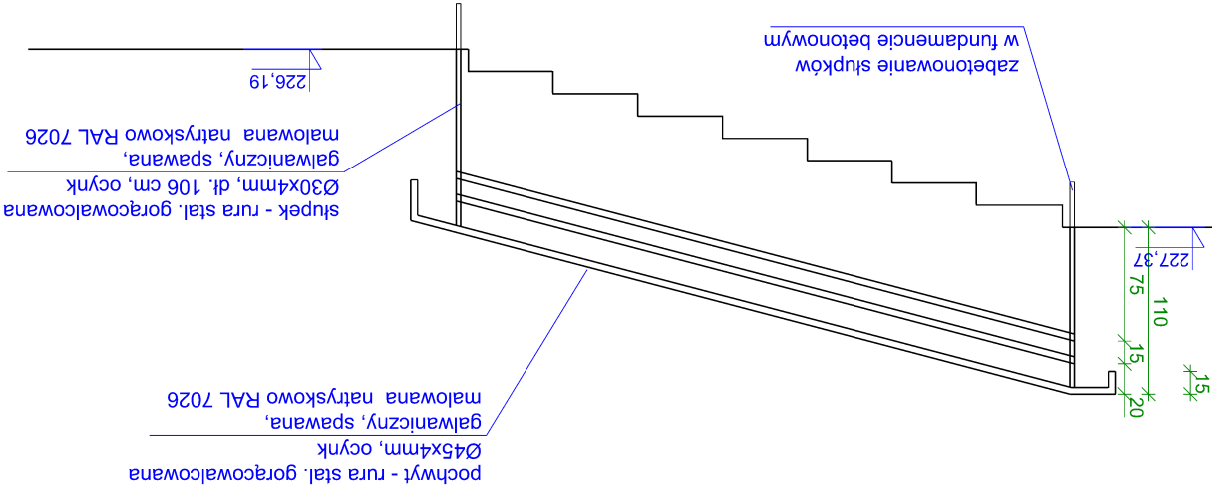 pochwyt - rura stal. gorącowalcowana
Ø45x4mm, ocynk
galwaniczny, spawana,
malowana natryskowo RAL 7026
słupek - rura stal. gorącowalcowana
Ø30x4mm, dł. 106 cm, ocynk
galwaniczny, spawana,
malowana natryskowo RAL 7026
zabetonowanie słupków
w fundamencie betonowym
226,19
227,37
75
110
15
20
15